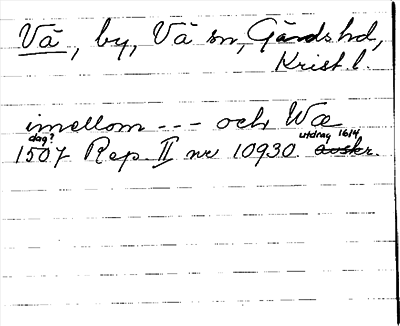 Vä, by, Vä sn, Gärds hd,
Krist. l.
imellom --- och Wæ
dag? utdrag 1614
1507 Rep. II nr 10930 avskr.